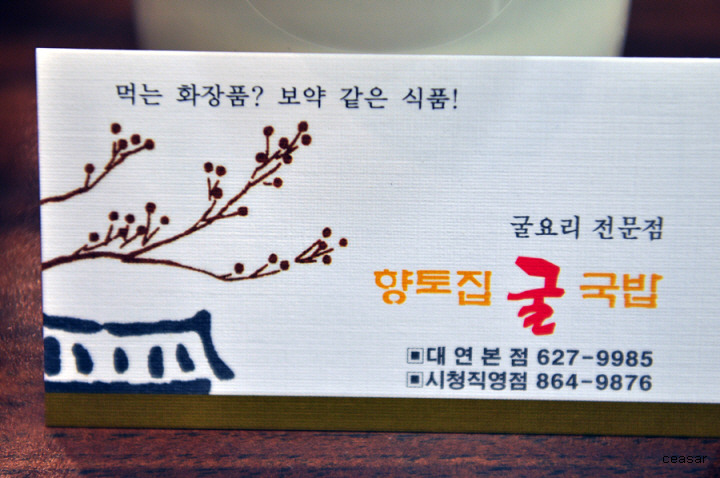 먹는 화장품? 보약 같은 식품!
굴요리 전문점
향토집 굴 국밥
▣대연본점 627-9985
▣시청직영점 864-9876
ceasar